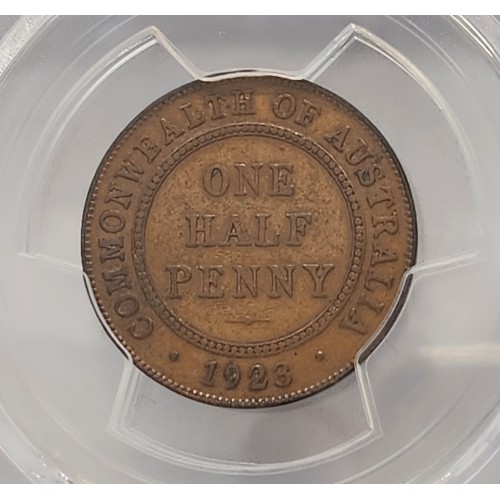 COMMONWEALTH OF AUSTRALIA
ONE
HALF
PENNY
1923